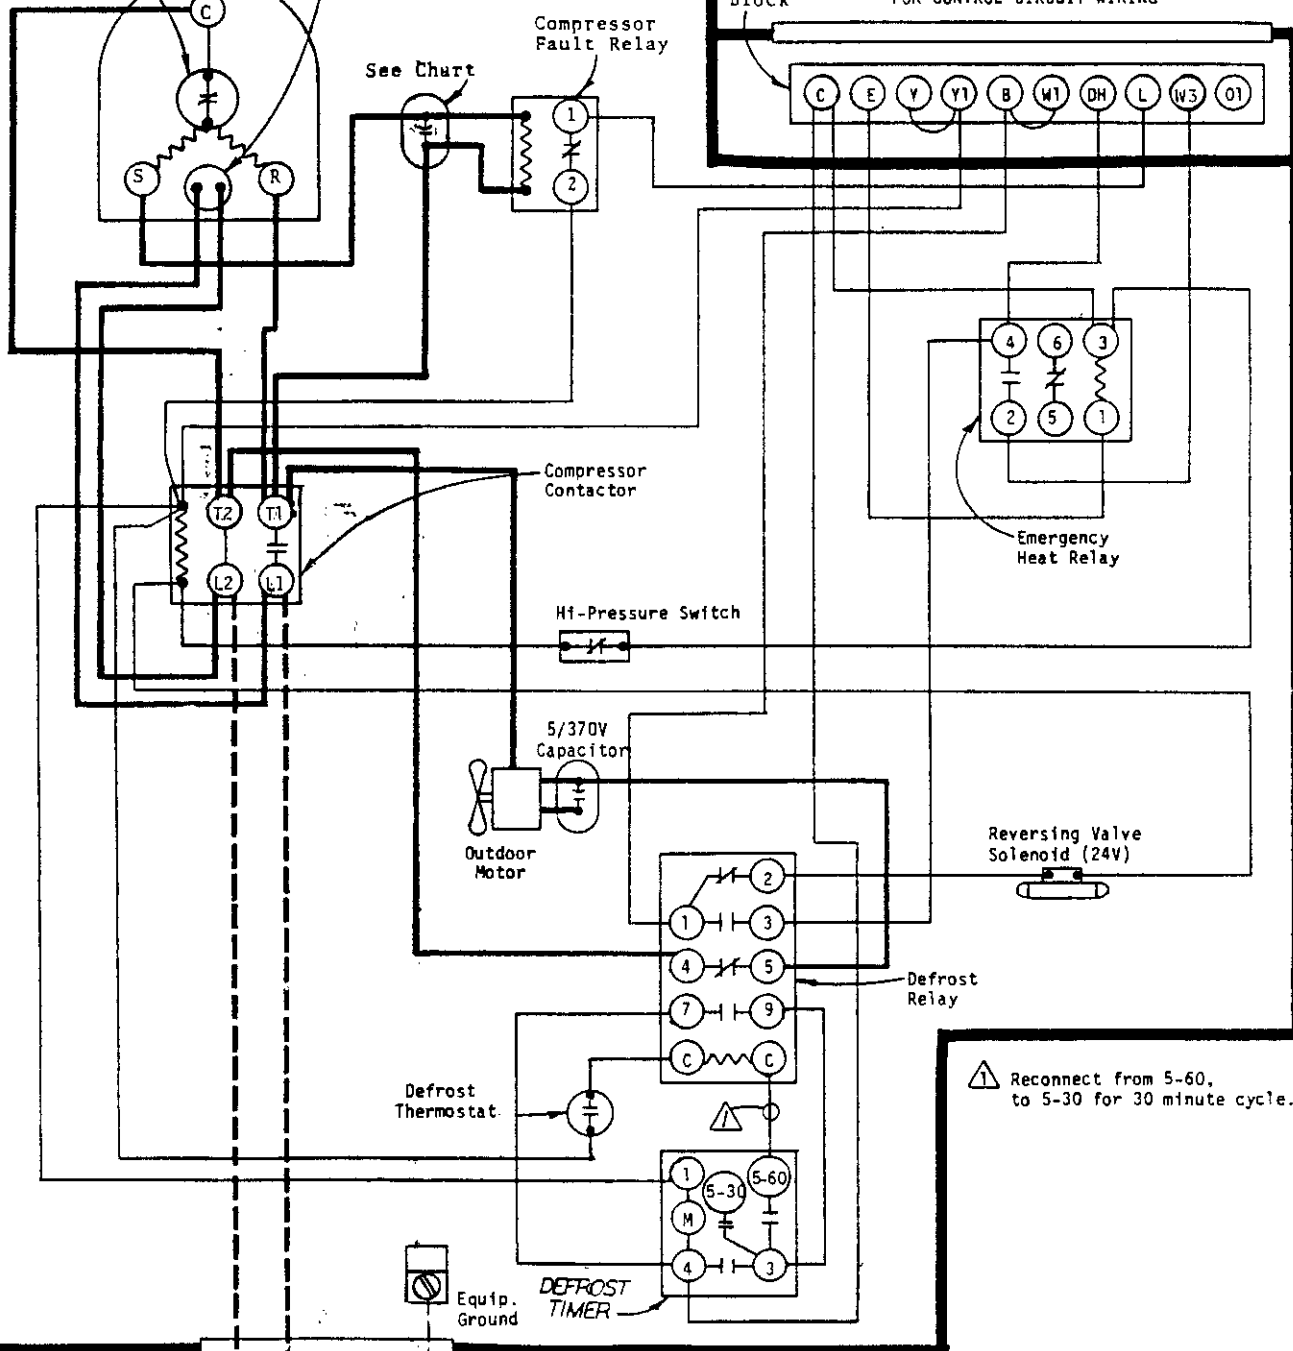 Block
FOR CONTROL CIRCUIT WIRING
C
Compressor
Fault Relay
See Chart
C E Y Y1 B W1 DH L W3 O1
1
2
S R
4 6 3
2 5 1
Emergency
Heat Relay
Compressor
Contactor
T2 T1
L2 L1
Hi-Pressure Switch
5/370V
Capacitor
Outdoor
Motor
Reversing Valve
Solenoid (24V)
2
1 3
4 5
7 9
C C
Defrost
Relay
1 Reconnect from 5-60,
to 5-30 for 30 minute cycle.
Defrost
Thermostat
1
1 5-30 5-60
M
4 3
DEFROST
TIMER
Equip.
Ground